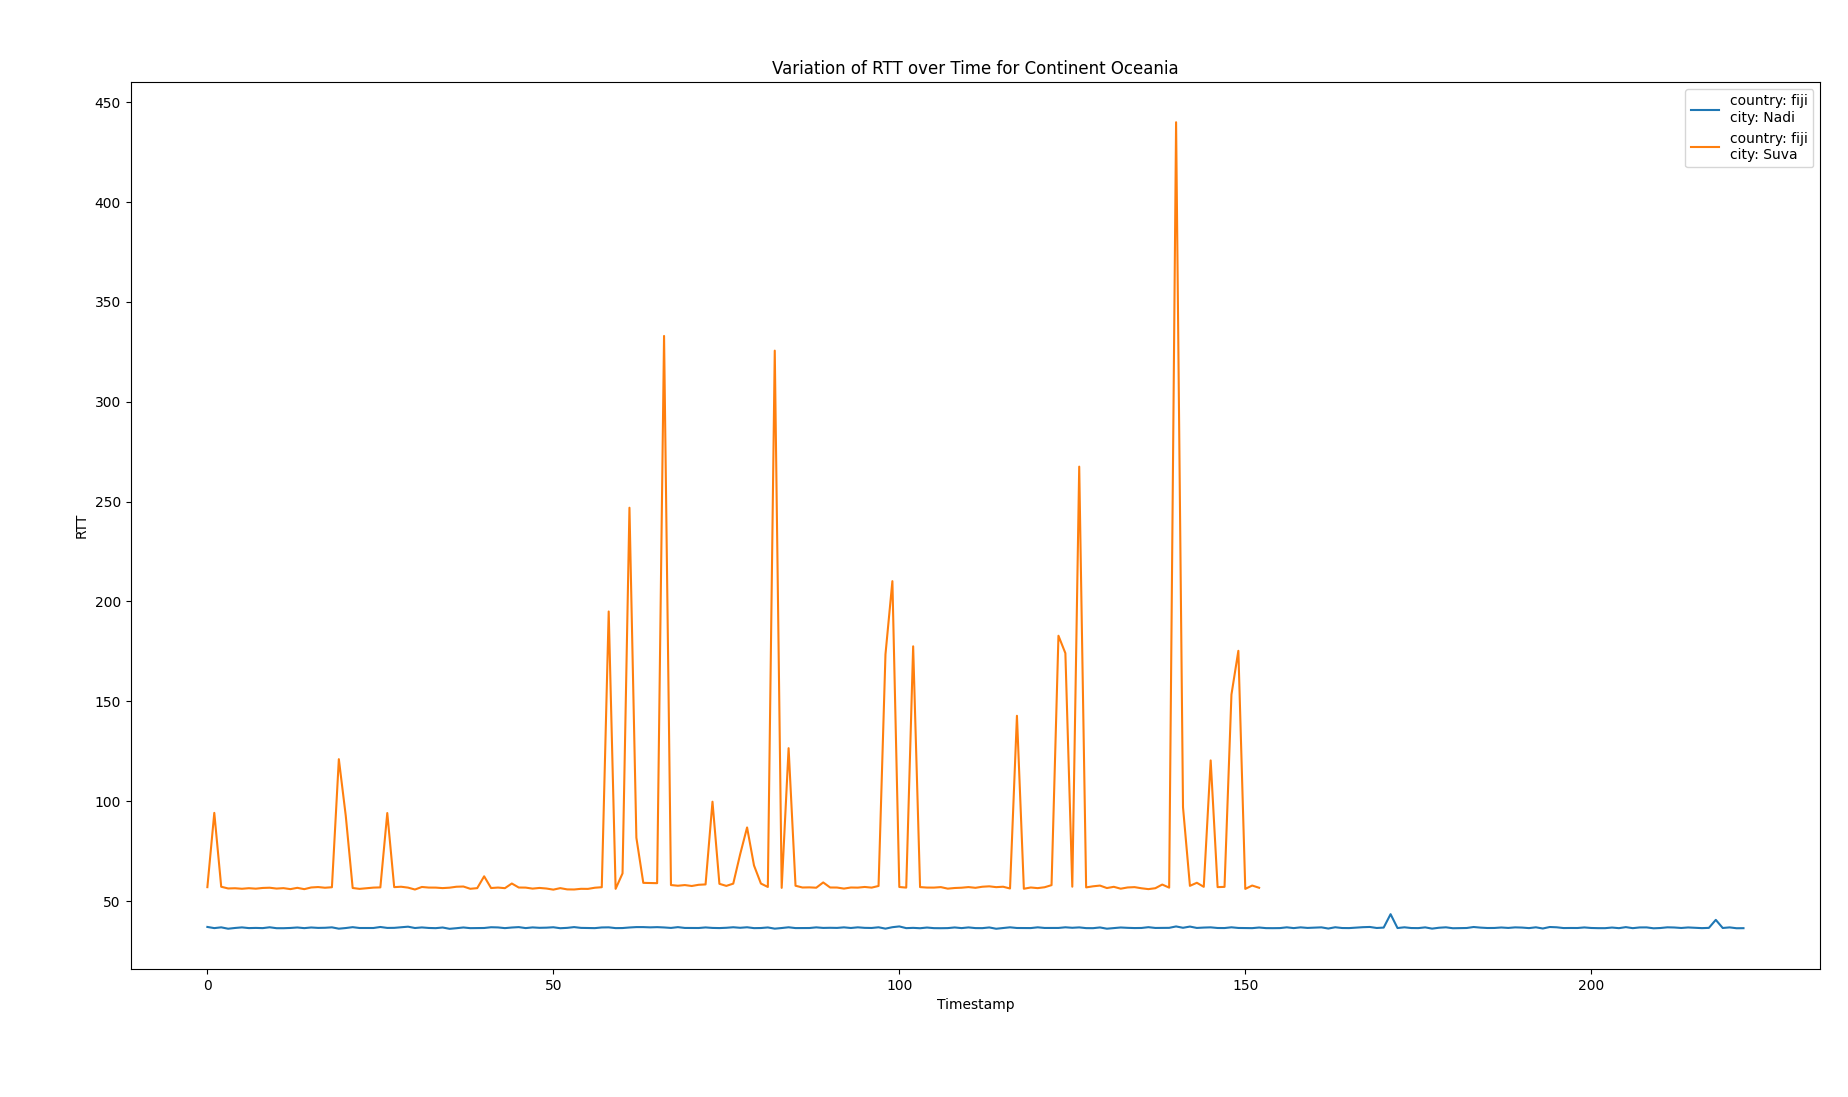 Variation of RTT over Time for Continent Oceania
country: fiji
city: Nadi
country: fiji
city: Suva
450
400
350
300
250
200
150
100
50
RTT
0
50
100
150
200
Timestamp